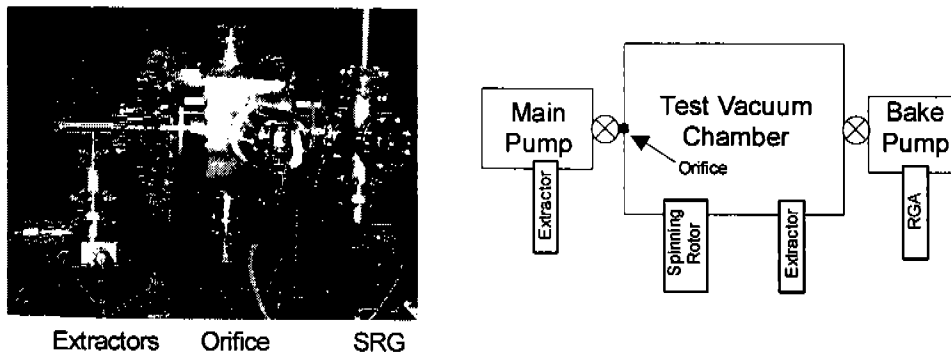 Extractors Orifice SRG
Main
Pump
Test Vacuum
Chamber
Bake
Pump
Orifice
Extractor
Spinning
Rotor
Extractor
RGA